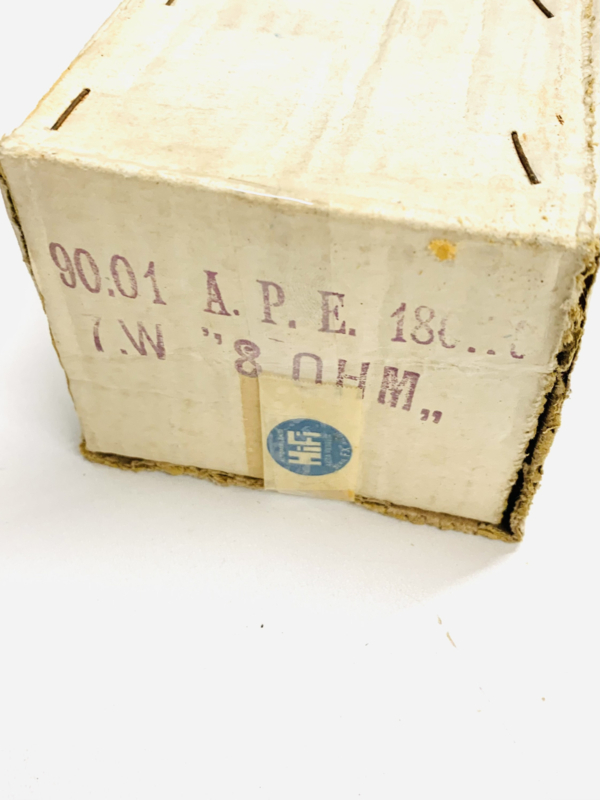 90.01 A. P. E.
7.W "8 OHM„
HiFi